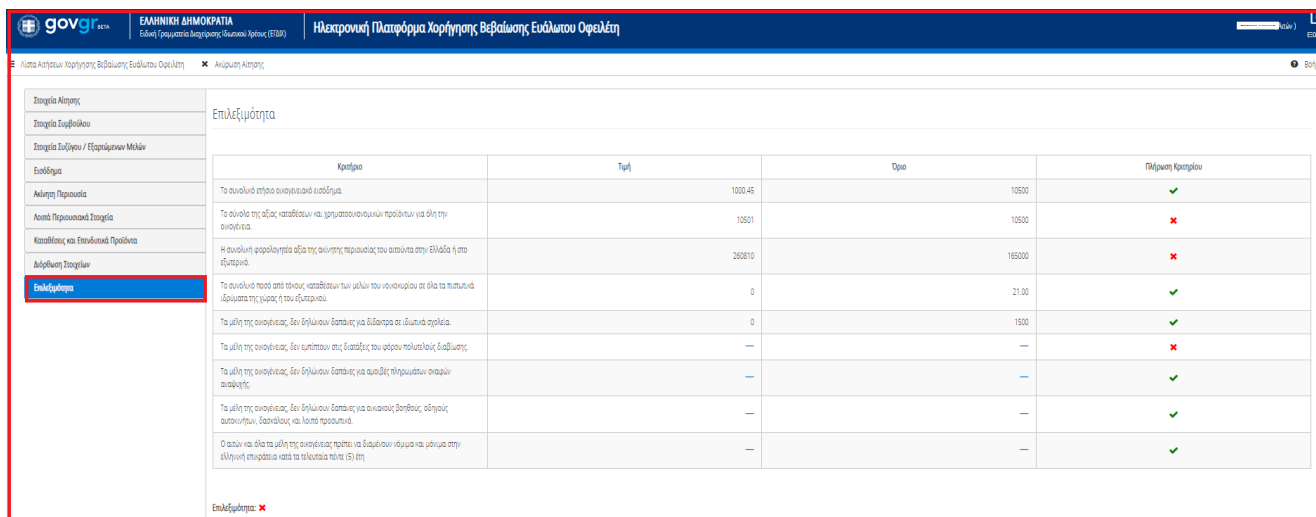 govgr BETA
ΕΛΛΗΝΙΚΗ ΔΗΜΟΚΡΑΤΙΑ
Ειδική Γραμματεία Διαχείρισης Ιδιωτικού Χρέους (ΕΓΔΙΧ)
Ηλεκτρονική Πλατφόρμα Χορήγησης Βεβαίωσης Ευάλωτου Οφειλέτη
Λίστα Αιτήσεων Χορήγησης Βεβαίωσης Ευάλωτου Οφειλέτη
Ακύρωση Αίτησης
Στοιχεία Αίτησης
Στοιχεία Συμβούλου
Στοιχεία Συζύγου / Εξαρτώμενων Μελών
Εισόδημα
Ακίνητη Περιουσία
Λοιπά Περιουσιακά Στοιχεία
Καταθέσεις και Επενδυτικά Προϊόντα
Διόρθωση Στοιχείων
Επιλεξιμότητα
Επιλεξιμότητα
Κριτήριο Τιμή Όριο Πλήρωση Κριτηρίου
Το συνολικό ετήσιο οικογενειακό εισόδημα. 1000.45 10500
Το σύνολο της αξίας καταθέσεων και χρηματοοικονομικών προϊόντων για όλη την
οικογένεια. 10501 10500
Η συνολική φορολογητέα αξία της ακίνητης περιουσίας του αιτούντα στην Ελλάδα ή στο
εξωτερικό. 260810 165000
Το συνολικό ποσό από τόκους καταθέσεων των μελών του νοικοκυρίου σε όλα τα πιστωτικά
ιδρύματα της χώρας ή του εξωτερικού. 0 21.00
Τα μέλη της οικογένειας, δεν δηλώνουν δαπάνες για δίδακτρα σε ιδιωτικά σχολεία. 0 1500
Τα μέλη της οικογένειας, δεν εμπίπτουν στις διατάξεις του φόρου πολυτελούς διαβίωσης. — —
Τα μέλη της οικογένειας, δεν δηλώνουν δαπάνες για αμοιβές πληρωμάτων σκαφών
αναψυχής. — —
Τα μέλη της οικογένειας, δεν δηλώνουν δαπάνες για οικιακούς βοηθούς, οδηγούς
αυτοκινήτων, δασκάλους και λοιπό προσωπικό. — —
Ο αιτών και όλα τα μέλη της οικογένειας πρέπει να διαμένουν νόμιμα και μόνιμα στην
ελληνική επικράτεια κατά τα τελευταία πέντε (5) έτη — —
Επιλεξιμότητα: